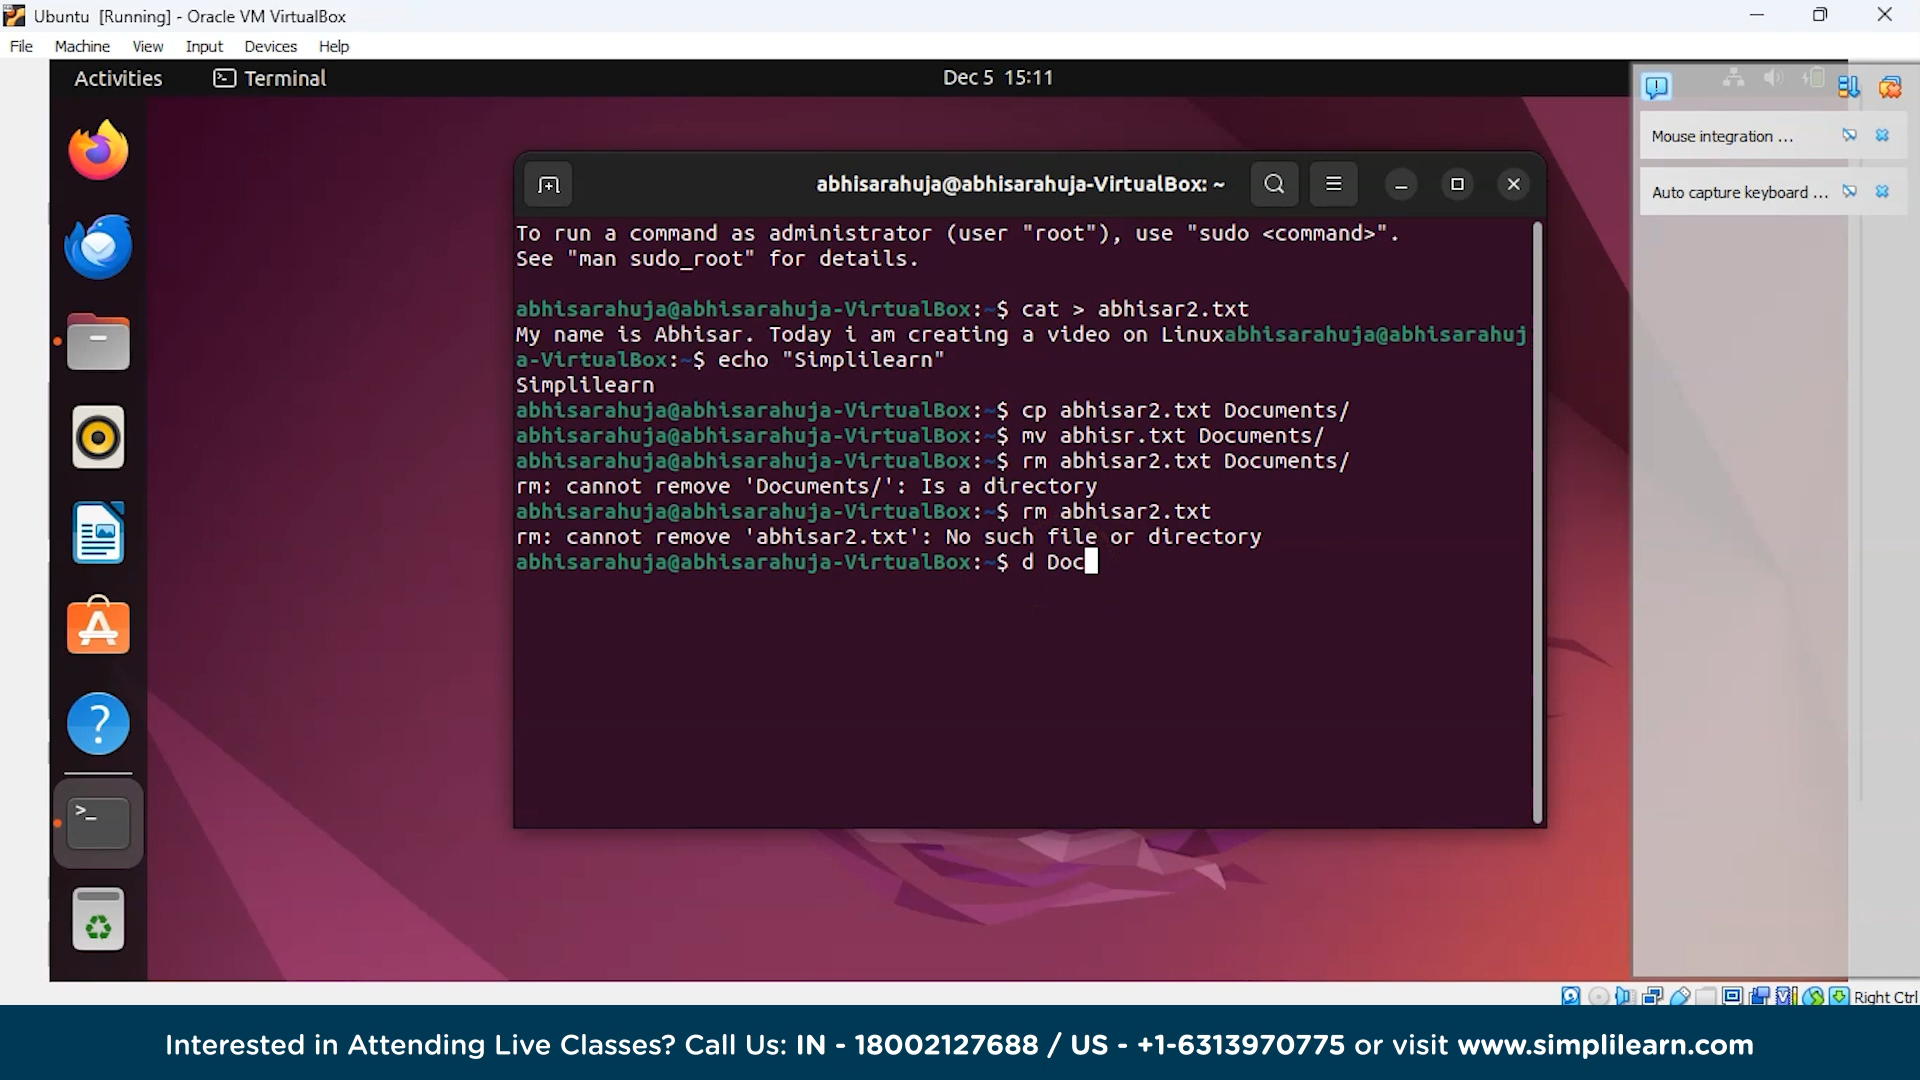 Ubuntu [Running] - Oracle VM VirtualBox
File Machine View Input Devices Help
Activities Terminal Dec 5 15:11
Mouse integration ...
Auto capture keyboard ...
abhisarahuja@abhisarahuja-VirtualBox: ~
To run a command as administrator (user "root"), use "sudo <command>".
See "man sudo_root" for details.
abhisarahuja@abhisarahuja-VirtualBox:~$ cat > abhisar2.txt
My name is Abhisar. Today i am creating a video on Linuxabhisarahuja@abhisarahuj
a-VirtualBox:~$ echo "Simplilearn"
Simplilearn
abhisarahuja@abhisarahuja-VirtualBox:~$ cp abhisar2.txt Documents/
abhisarahuja@abhisarahuja-VirtualBox:~$ mv abhisr.txt Documents/
abhisarahuja@abhisarahuja-VirtualBox:~$ rm abhisar2.txt Documents/
rm: cannot remove 'Documents/': Is a directory
abhisarahuja@abhisarahuja-VirtualBox:~$ rm abhisar2.txt
rm: cannot remove 'abhisar2.txt': No such file or directory
abhisarahuja@abhisarahuja-VirtualBox:~$ d Doc
Right Ctrl
Interested in Attending Live Classes? Call Us: IN - 18002127688 / US - +1-6313970775 or visit www.simplilearn.com